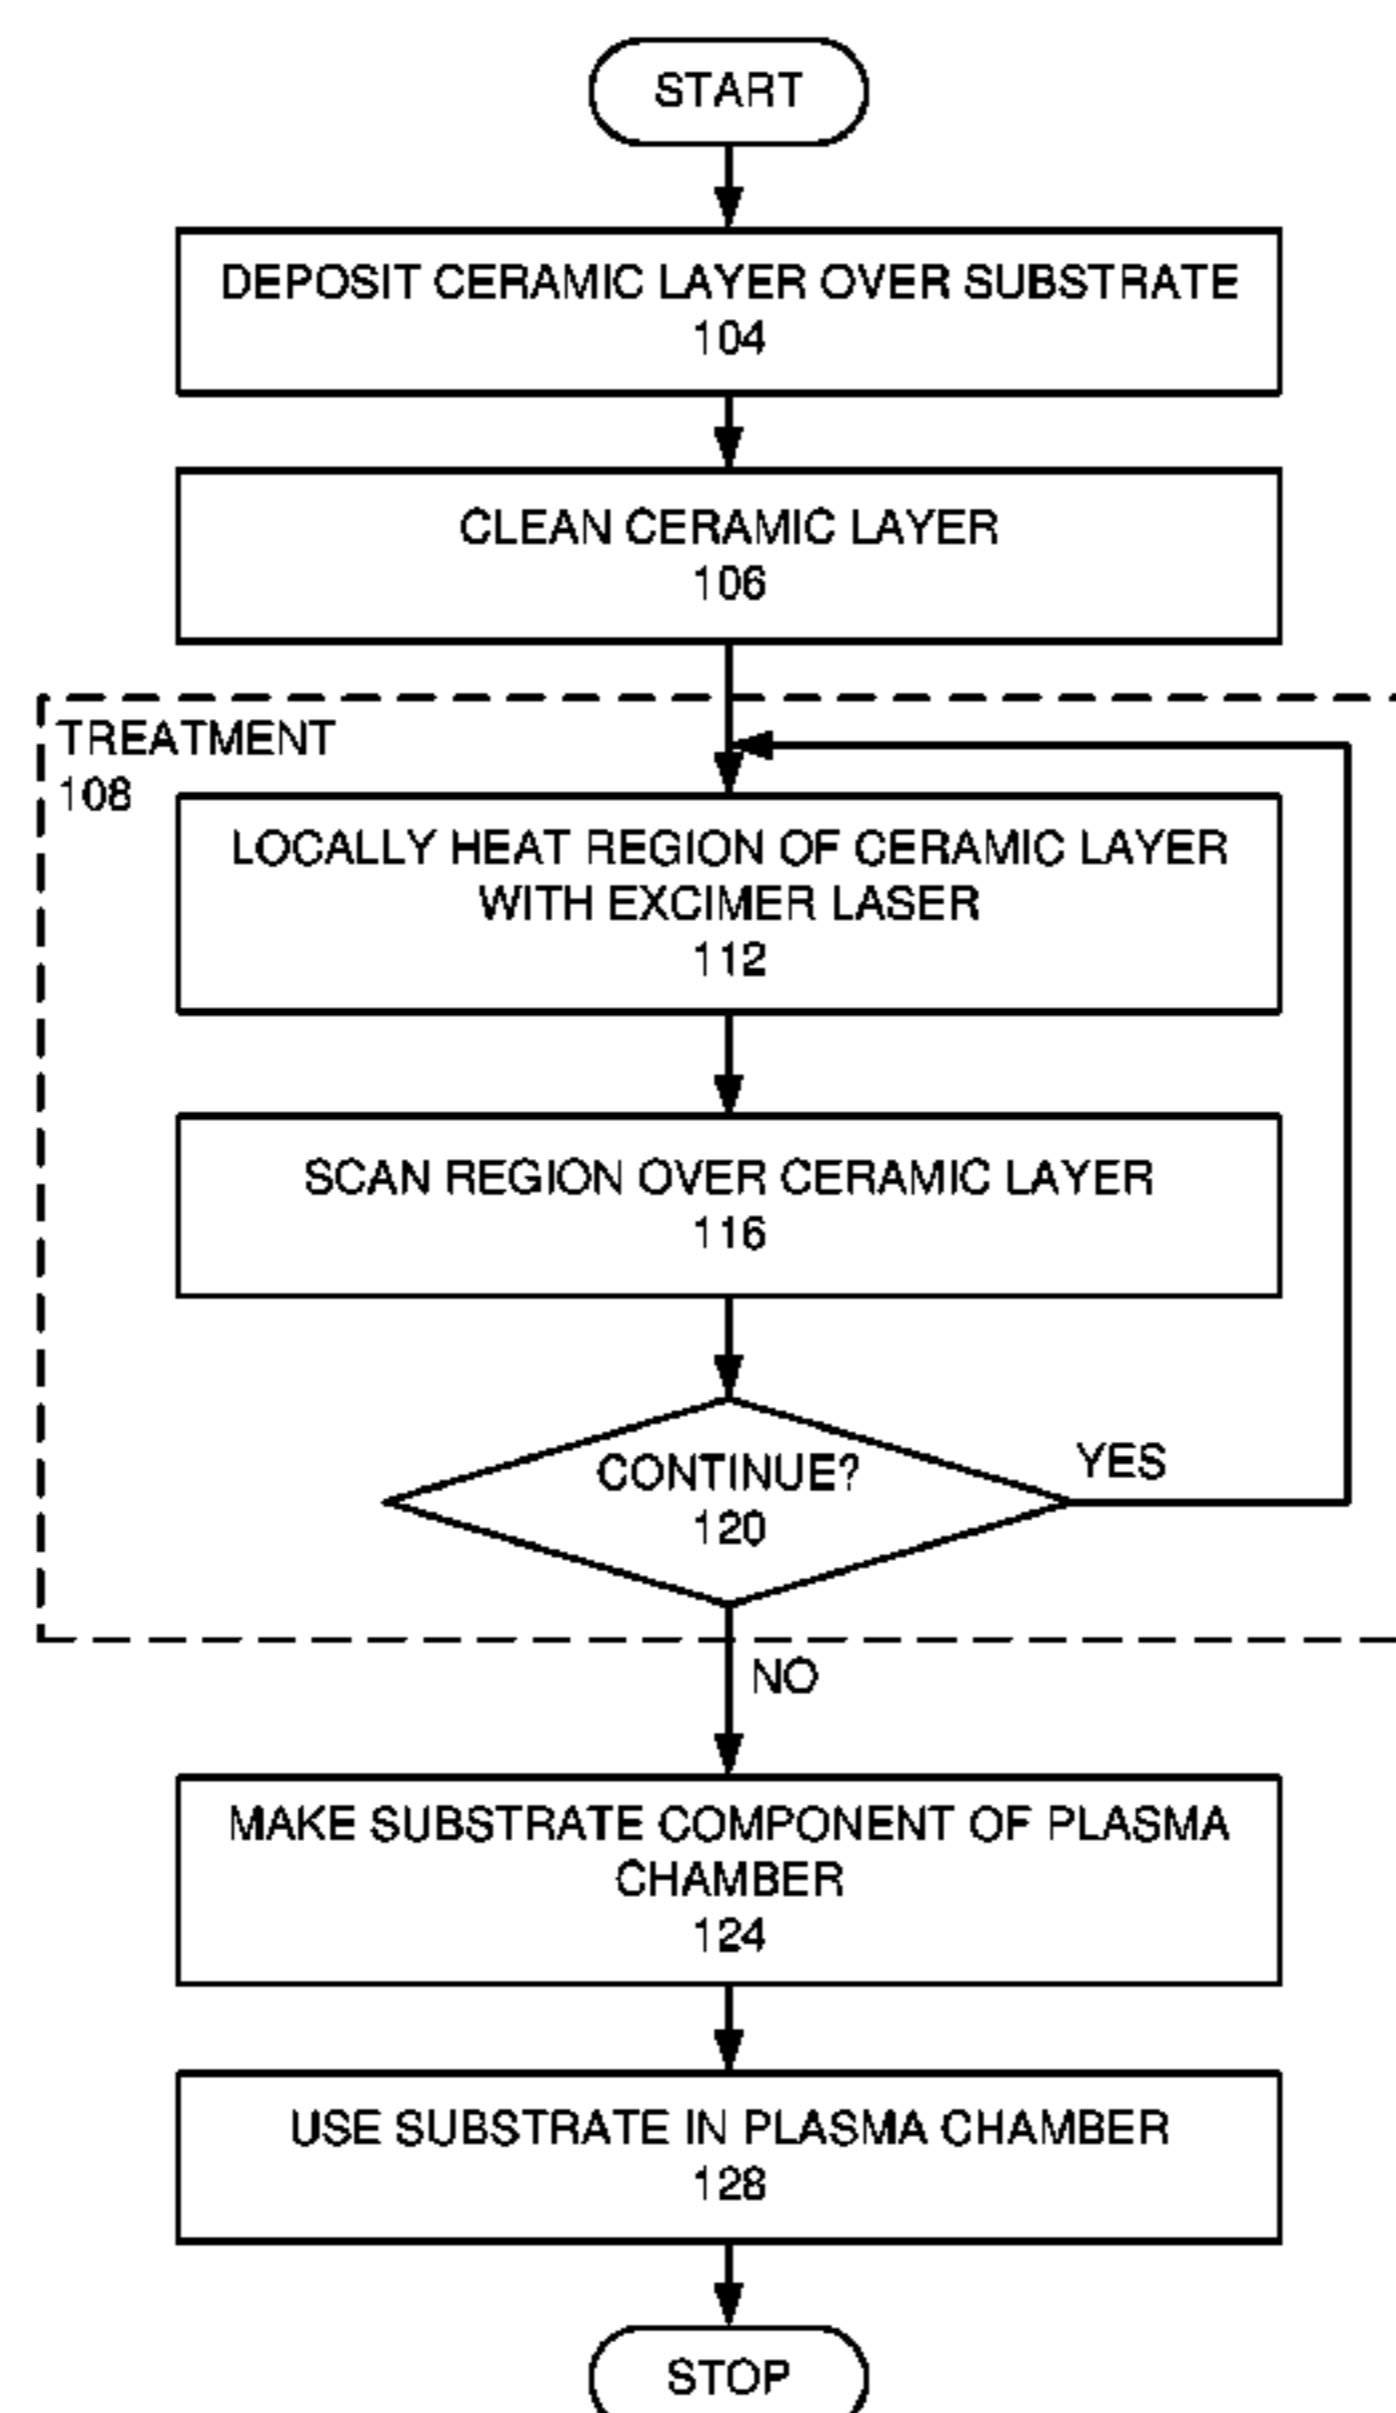 START
DEPOSIT CERAMIC LAYER OVER SUBSTRATE
104
CLEAN CERAMIC LAYER
106
TREATMENT
108
LOCALLY HEAT REGION OF CERAMIC LAYER
WITH EXCIMER LASER
112
SCAN REGION OVER CERAMIC LAYER
116
CONTINUE?
120
YES
NO
MAKE SUBSTRATE COMPONENT OF PLASMA
CHAMBER
124
USE SUBSTRATE IN PLASMA CHAMBER
128
STOP